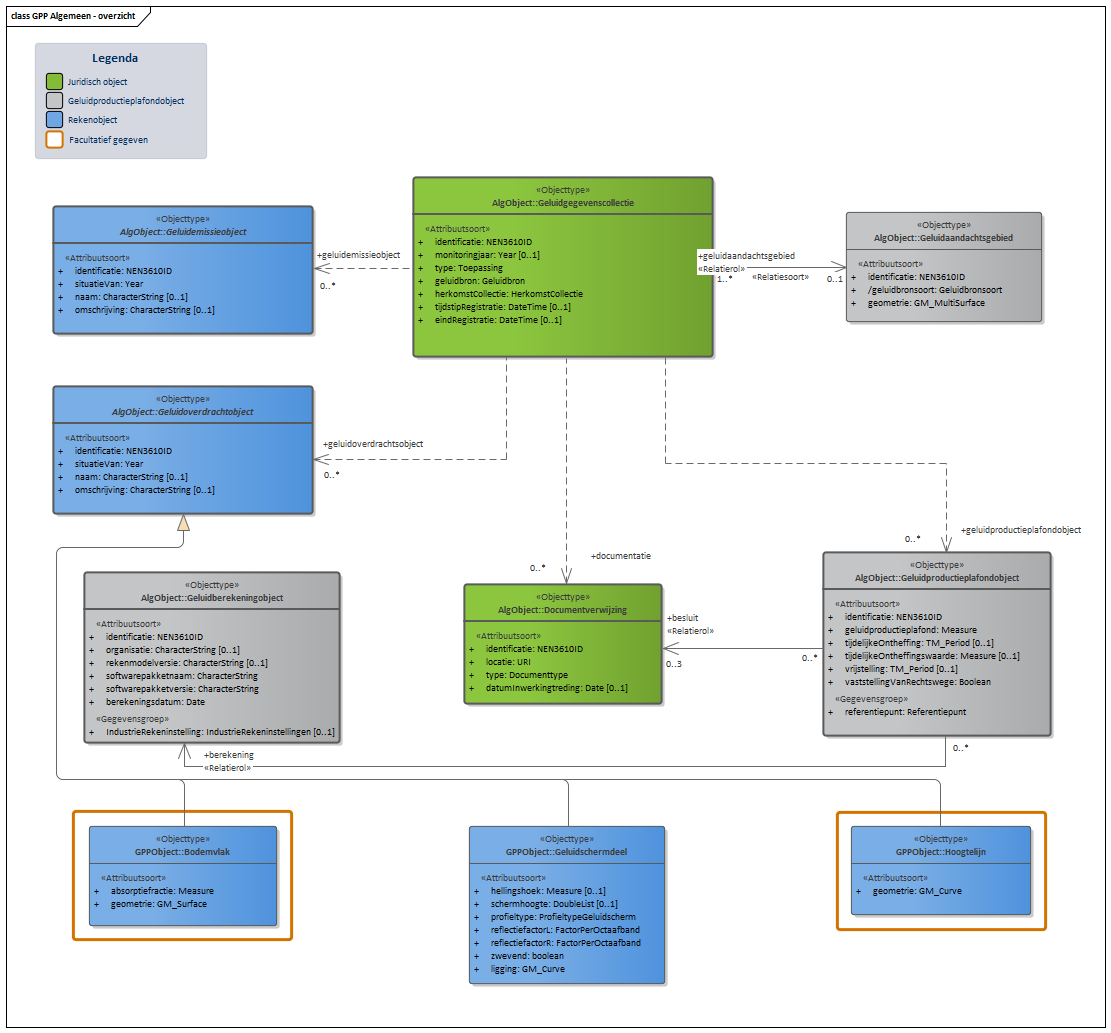 class GPP Algemeen - overzicht
Legenda
Juridisch object
Geluidproductieplafondobject
Rekenobject
Facultatief gegeven
«Objecttype»
AlgObject::Geluidemissieobject
«Attribuutsoort»
+ identificatie: NEN3610ID
+ situatieVan: Year
+ naam: CharacterString [0..1]
+ omschrijving: CharacterString [0..1]
+geluidemissieobject
0..*
«Objecttype»
AlgObject::Geluidgegevenscollectie
«Attribuutsoort»
+ identificatie: NEN3610ID
+ monitoringjaar: Year [0..1]
+ type: Toepassing
+ geluidbron: Geluidbron
+ herkomstCollectie: HerkomstCollectie
+ tijdstipRegistratie: DateTime [0..1]
+ eindRegistratie: DateTime [0..1]
+geluidaandachtsgebied
«Relatierol»
1..*
«Relatiesoort»
0..1
«Objecttype»
AlgObject::Geluidaandachtsgebied
«Attribuutsoort»
+ identificatie: NEN3610ID
+ /geluidbronsoort: Geluidbronsoort
+ geometrie: GM_MultiSurface
«Objecttype»
AlgObject::Geluidoverdrachtobject
«Attribuutsoort»
+ identificatie: NEN3610ID
+ situatieVan: Year
+ naam: CharacterString [0..1]
+ omschrijving: CharacterString [0..1]
+geluidoverdrachtsobject
0..*
+documentatie
0..*
+geluidproductieplafondobject
0..*
«Objecttype»
AlgObject::Geluidberekeningobject
«Attribuutsoort»
+ identificatie: NEN3610ID
+ organisatie: CharacterString [0..1]
+ rekenmodelversie: CharacterString [0..1]
+ softwarepakketnaam: CharacterString
+ softwarepakketversie: CharacterString
+ berekeningsdatum: Date
«Gegevensgroep»
+ IndustrieRekeninstelling: IndustrieRekeninstellingen [0..1]
«Objecttype»
AlgObject::Documentverwijzing
«Attribuutsoort»
+ identificatie: NEN3610ID
+ locatie: URI
+ type: Documenttype
+ datumInwerkingtreding: Date [0..1]
+besluit
«Relatierol»
0..3
0..*
«Objecttype»
AlgObject::Geluidproductieplafondobject
«Attribuutsoort»
+ identificatie: NEN3610ID
+ geluidproductieplafond: Measure
+ tijdelijkeOntheffing: TM_Period [0..1]
+ tijdelijkeOntheffingswaarde: Measure [0..1]
+ vrijstelling: TM_Period [0..1]
+ vaststellingVanRechtswege: Boolean
«Gegevensgroep»
+ referentiepunt: Referentiepunt
0..*
+berekening
«Relatierol»
«Objecttype»
GPPObject::Bodemvlak
«Attribuutsoort»
+ absorptiefractie: Measure
+ geometrie: GM_Surface
«Objecttype»
GPPObject::Geluidschermdeel
«Attribuutsoort»
+ hellingshoek: Measure [0..1]
+ schermhoogte: DoubleList [0..1]
+ profieltype: ProfieltypeGeluidscherm
+ reflectiefactorL: FactorPerOctaafband
+ reflectiefactorR: FactorPerOctaafband
+ zwevend: boolean
+ ligging: GM_Curve
«Objecttype»
GPPObject::Hoogtelijn
«Attribuutsoort»
+ geometrie: GM_Curve